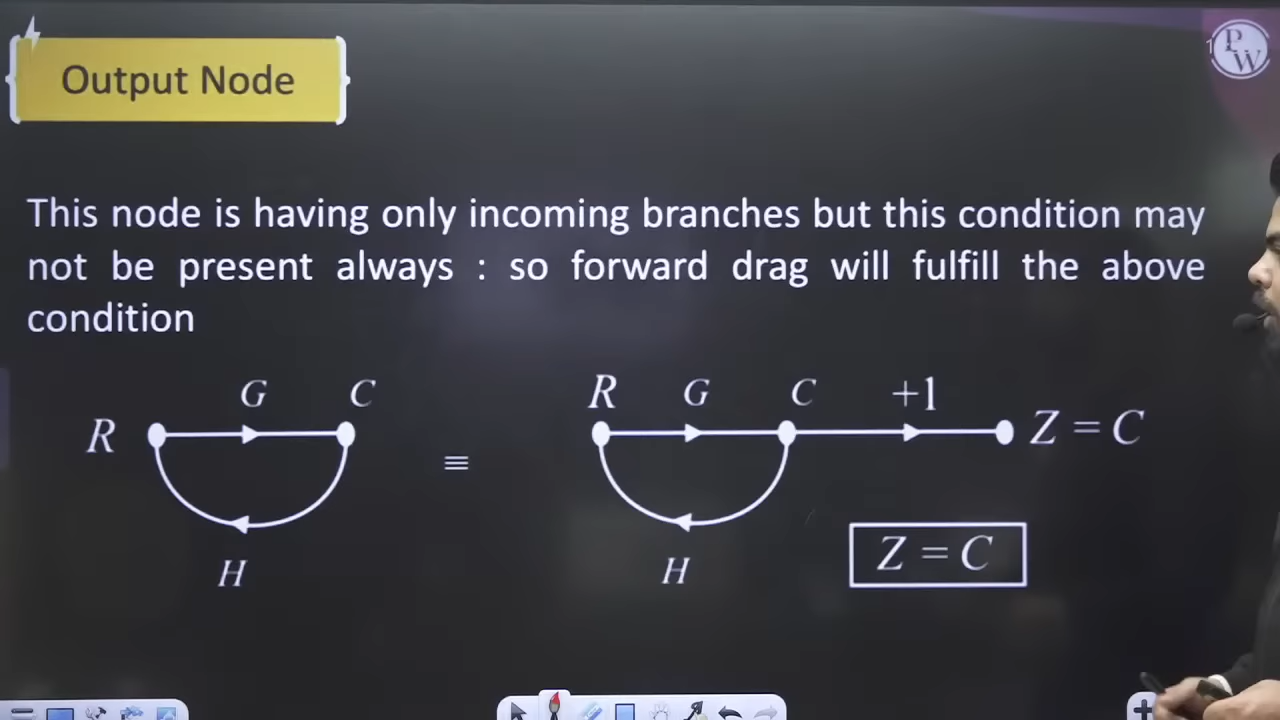 Output Node
PW
This node is having only incoming branches but this condition may
not be present always : so forward drag will fulfill the above
condition
G C
R
≡
H
R G C +1
Z = C
H
Z = C